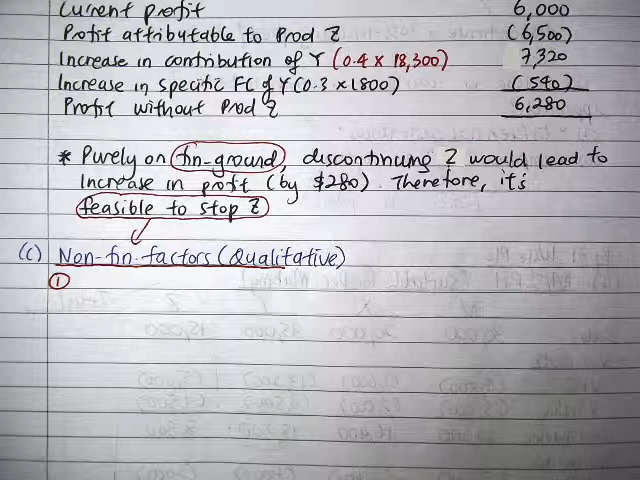 Current profit 6,000
Profit attributable to Prod Z (6,500)
Increase in contribution of Y (0.4 x 18,300) 7,320
Increase in specific FC of Y (0.3 x 1800) (540)
Profit without Prod Z 6,280
* Purely on fin-ground, discontinuing Z would lead to
Increase in profit (by $280). Therefore, it's
feasible to stop Z
(c) Non-fin. factors (Qualitative)
①